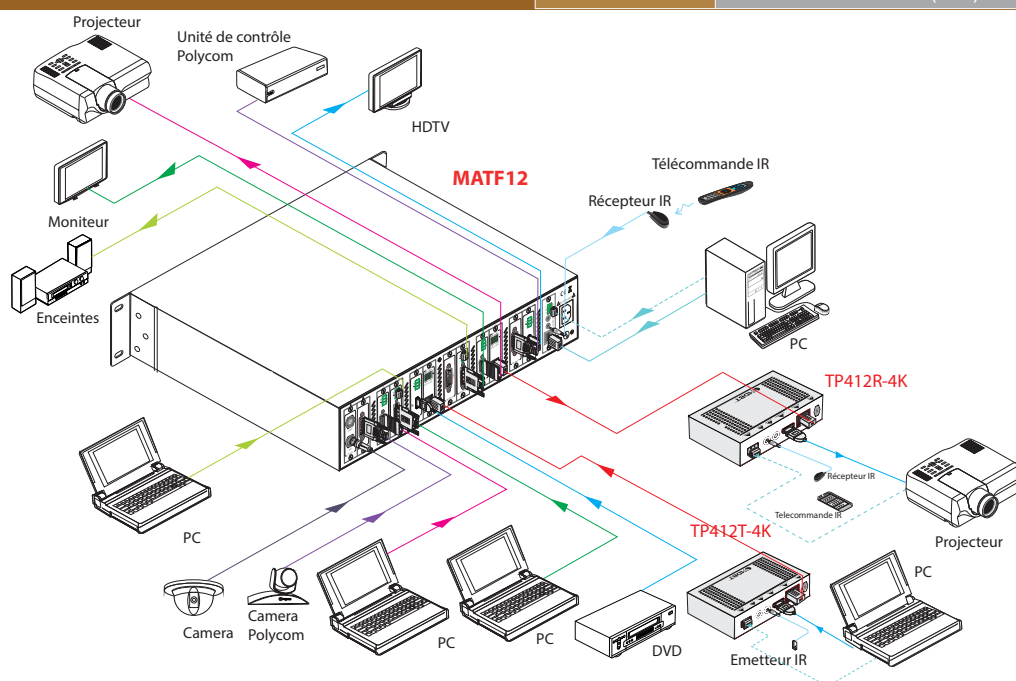 Projecteur
Unité de contrôle
Polycom
HDTV
MATF12
Télécommande IR
Récepteur IR
Moniteur
Enceintes
PC
TP412R-4K
Récepteur IR
Telecommande IR
Projecteur
TP412T-4K
PC
PC
Camera
Camera
Polycom
PC
PC
DVD
Emetteur IR